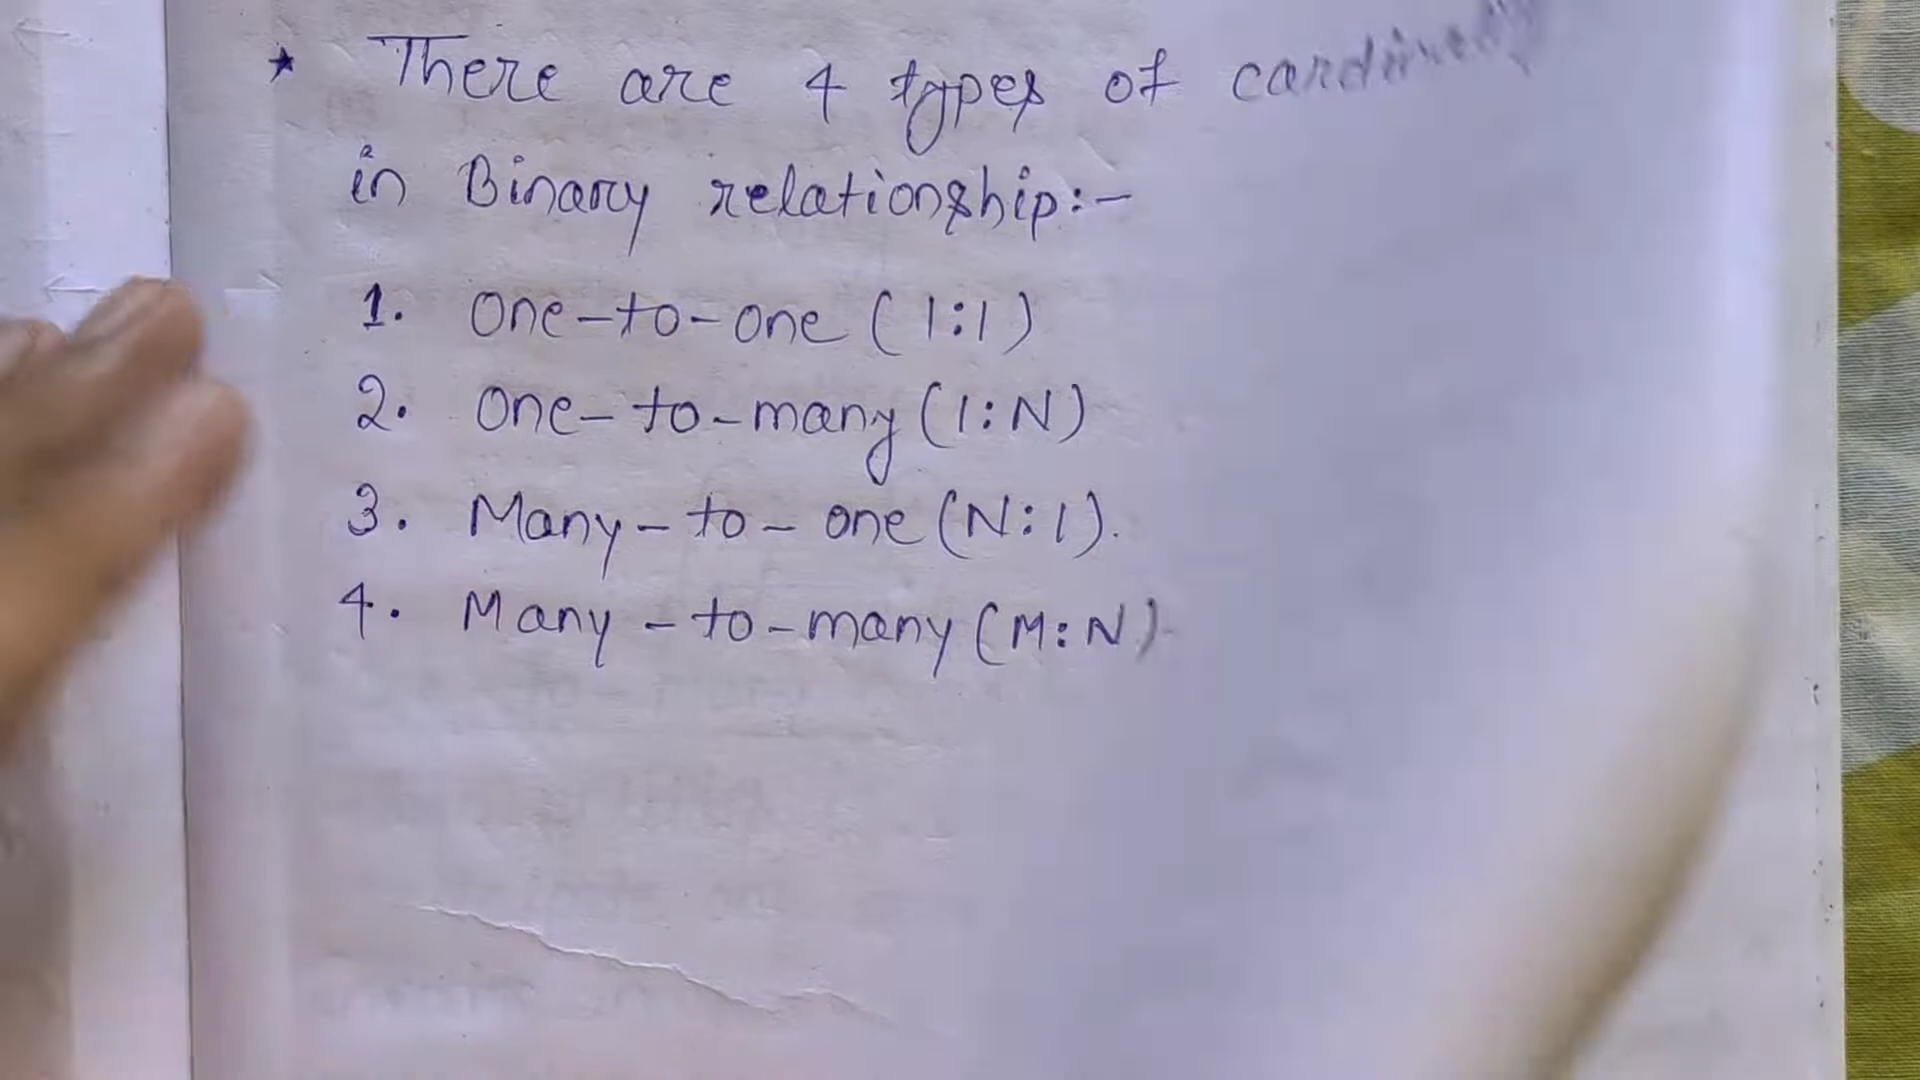 ★ There are 4 types of
in Binary relationship:-
1. One-to-one (1:1)
2. One-to-many (1:N)
3. Many-to-one (N:1).
4. Many-to-many (M:N)